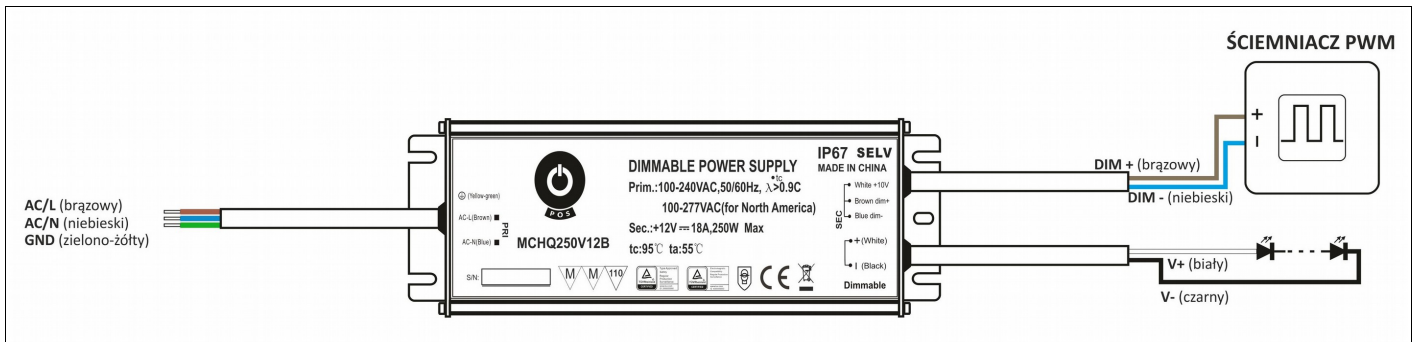 ŚCIEMNIACZ PWM
+
I
DIM + (brązowy)
DIM - (niebieski)
AC/L (brązowy)
AC/N (niebieski)
GND (zielono-żółty)
(Yellow-green)
AC-L(Brown)
AC-N(Blue)
PRI
S/N:
POS
MCHQ250V12B
DIMMABLE POWER SUPPLY
Prim.:100-240VAC,50/60Hz, λ>0.9C
tc
100-277VAC(for North America)
Sec.:+12V⎓18A,250W Max
tc:95℃ ta:55℃
M
M
110
CE
IP67 SELV
MADE IN CHINA
White +10V
Brown dim+
Blue dim-
SEC
+(White)
I (Black)
Dimmable
V+ (biały)
V- (czarny)